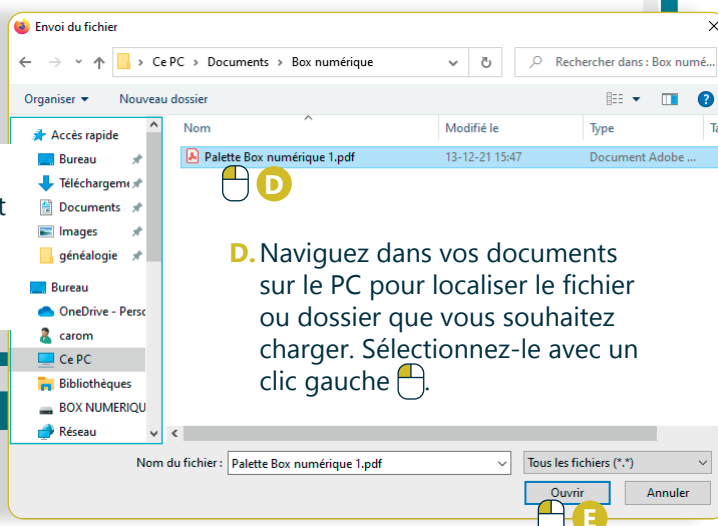 Envoi du fichier
Ce PC > Documents > Box numérique
Rechercher dans : Box numé...
Organiser
Nouveau dossier
?
Nom
Modifié le
Type
Ta
Accès rapide
Palette Box numérique 1.pdf
13-12-21 15:47
Document Adobe ...
Bureau
D
Téléchargeme
Documents
Images
généalogie
Bureau
OneDrive - Perso
carom
Ce PC
Bibliothèques
BOX NUMERIQU
Réseau
D. Naviguez dans vos documents
sur le PC pour localiser le fichier
ou dossier que vous souhaitez
charger. Sélectionnez-le avec un
clic gauche .
Nom du fichier : Palette Box numérique 1.pdf
Tous les fichiers (*.*)
Ouvrir
Annuler
E